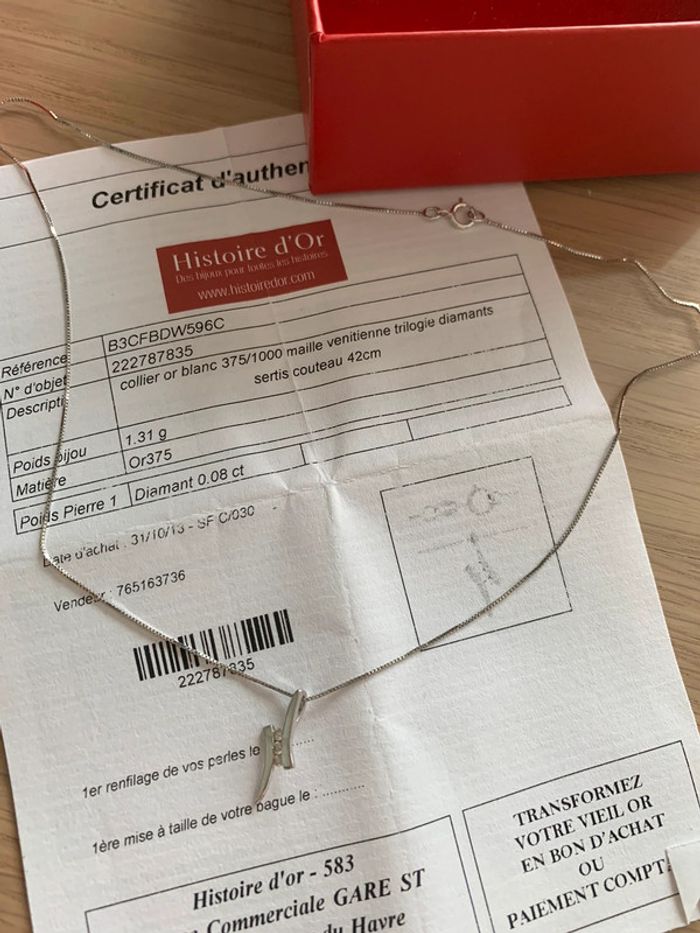 Certificat d'authen
Histoire d'Or
Des bijoux pour toutes les histoires
www.histoiredor.com
Référence B3CFBDW596C
N° d'objet 222787835
Descripti collier or blanc 375/1000 maille venitienne trilogie diamants
sertis couteau 42cm
Poids bijou 1.31 g
Matière Or375
Poids Pierre 1 Diamant 0.08 ct
Date d'achat : 31/10/13 - SF C/030 -
Vendeur : 765163736
222787835
1er renfilage de vos perles le : ......
1ère mise à taille de votre bague le : ...........
Histoire d'or - 583
Commerciale GARE ST
du Havre
TRANSFORMEZ
VOTRE VIEIL OR
EN BON D'ACHAT
OU
PAIEMENT COMPTA